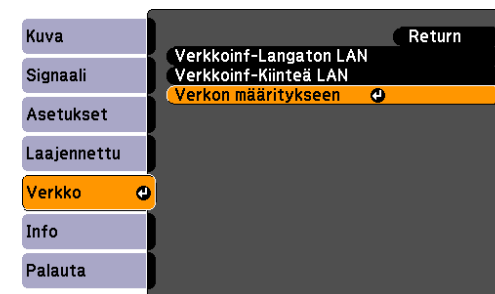 Kuva
Signaali
Asetukset
Laajennettu
Verkko
Info
Palauta
Return
Verkkoinf-Langaton LAN
Verkkoinf-Kiinteä LAN
Verkon määritykseen